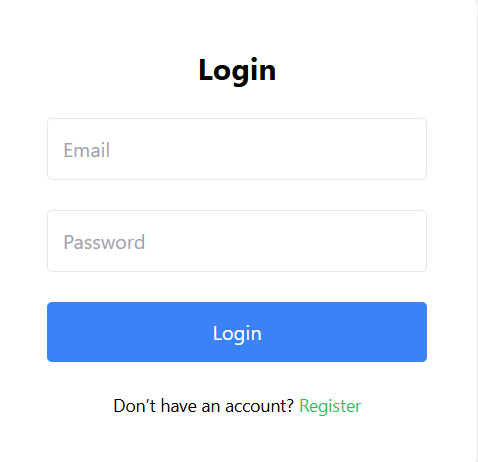 Login
Email
Password
Login
Don’t have an account? Register